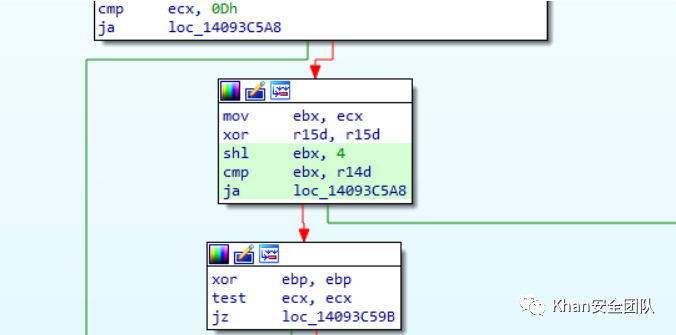 cmp ecx, 0Dh
ja loc_14093C5A8
mov ebx, ecx
xor r15d, r15d
shl ebx, 4
cmp ebx, r14d
ja loc_14093C5A8
xor ebp, ebp
test ecx, ecx
jz loc_14093C59B
Khan安全团队